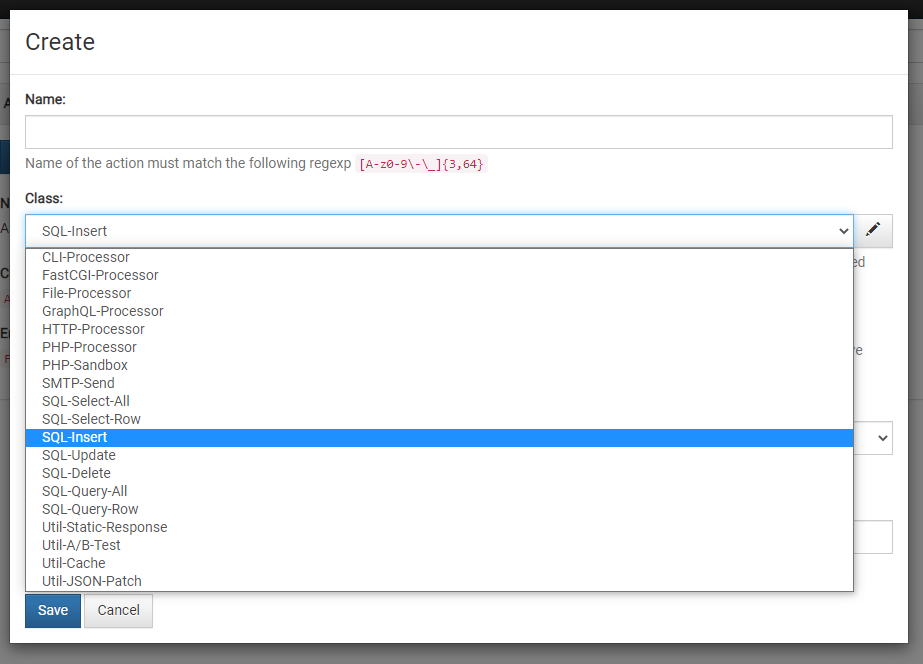 Create
Name:
Name of the action must match the following regexp [A-z0-9\-\_]{3,64}
Class:
SQL-Insert
CLI-Processor
FastCGI-Processor
File-Processor
GraphQL-Processor
HTTP-Processor
PHP-Processor
PHP-Sandbox
SMTP-Send
SQL-Select-All
SQL-Select-Row
SQL-Insert
SQL-Update
SQL-Delete
SQL-Query-All
SQL-Query-Row
Util-Static-Response
Util-A/B-Test
Util-Cache
Util-JSON-Patch
Save Cancel